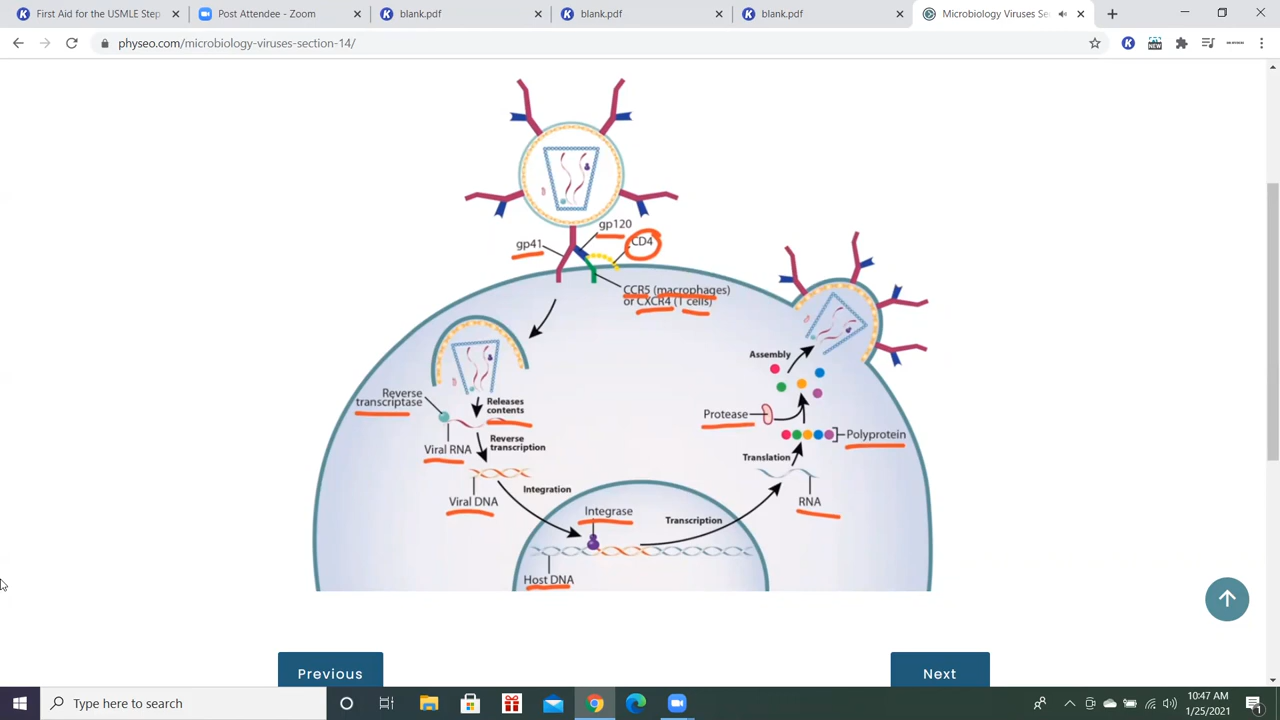 First Aid for the USMLE Step
Post Attendee - Zoom
blank.pdf
blank.pdf
blank.pdf
Microbiology Viruses Se
physeo.com/microbiology-viruses-section-14/
NEW
gp120
gp41
CD4
CCR5 (macrophages)
or CXCR4 (T cells)
Assembly
Reverse
transcriptase
Releases
contents
Protease
Viral RNA
Reverse
transcription
Polyprotein
Translation
Viral DNA
Integration
RNA
Integrase
Transcription
Host DNA
Previous
Next
Type here to search
10:47 AM
1/25/2021